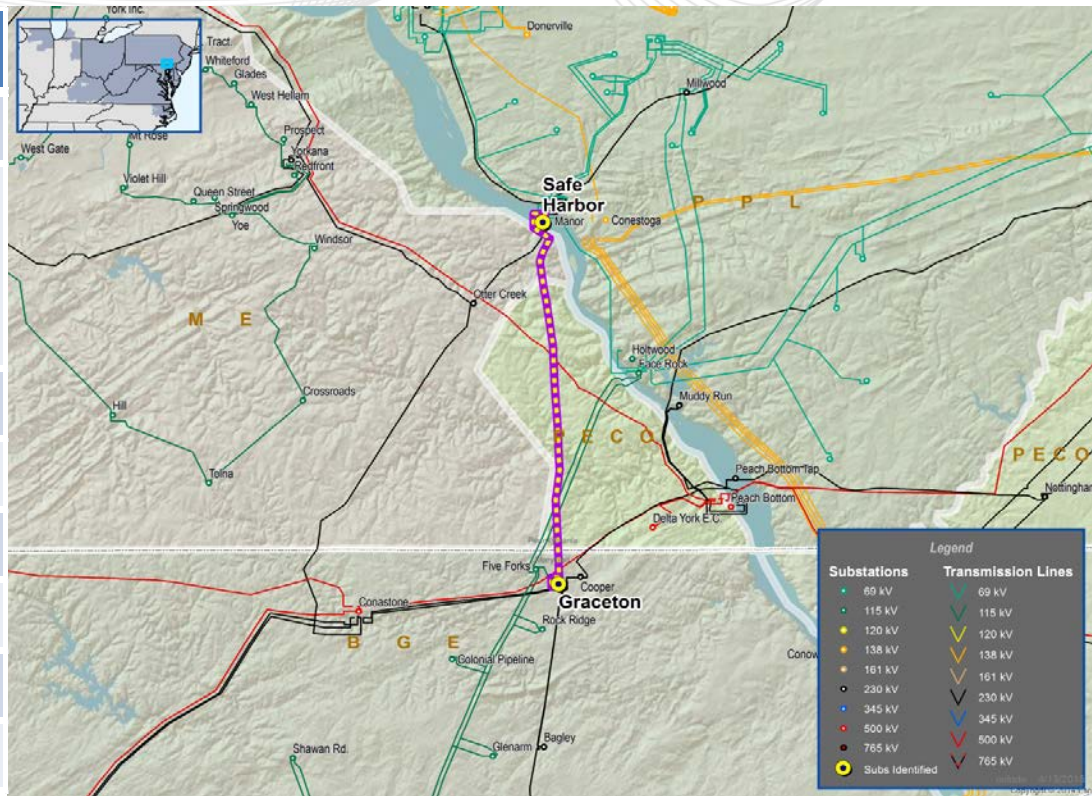 York Inc.
Tract.
Whiteford
Glades
West Hellam
Donerville
Millwood
Mt Rose
West Gate
Prospect
Yorkana
Redfront
Violet Hill
Queen Street
Springwood
Yoe
Windsor
Safe
Harbor
Manor
Conestoga
P P L
Otter Creek
M E
Holtwood
Face Rock
Crossroads
Muddy Run
Hill
PECO
PECO
Tolna
Peach Bottom Tap
Peach Bottom
Nottingham
Delta York E.C.
Five Forks
Cooper
Graceton
Conastone
Rock Ridge
B G E
Colonial Pipeline
Conow
Shawan Rd.
Glenarm
Bagley
Legend
Substations Transmission Lines
69 kV 69 kV
115 kV 115 kV
120 kV 120 kV
138 kV 138 kV
161 kV 161 kV
230 kV 230 kV
345 kV 345 kV
500 kV 500 kV
765 kV 765 kV
Subs Identified